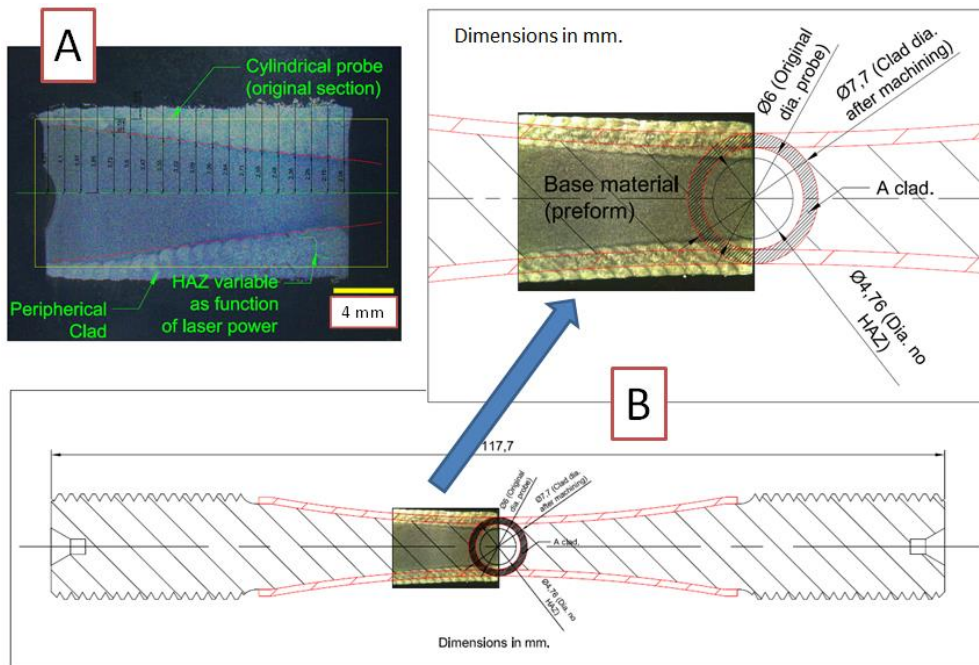 A
Cylindrical probe
(original section)
Peripherical
Clad
HAZ variable
as function
of laser power
4 mm
Dimensions in mm.
Ø6 (Original
dia. probe)
Ø7,7 (Clad dia.
after machining)
Base material
(preform)
A clad.
Ø4,76 (Dia. no
HAZ)
B
117,7
Ø6 (Original
dia. probe)
Ø7,7 (Clad dia.
after machining)
A clad.
Ø4,76 (Dia. no
HAZ)
Dimensions in mm.